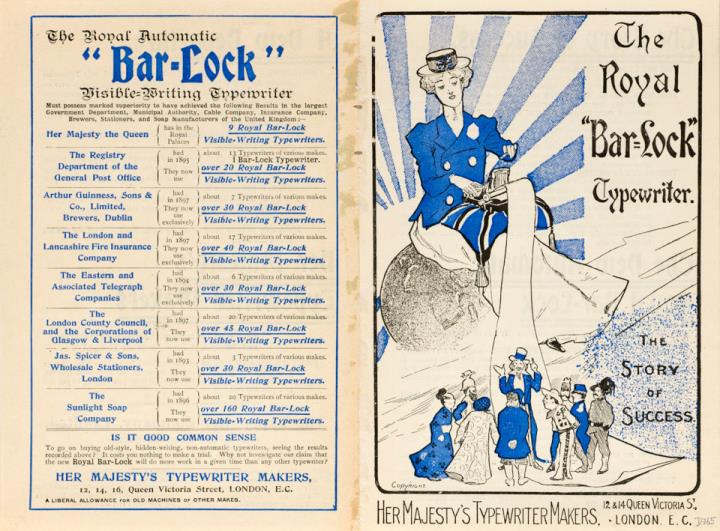 The Royal Automatic
"Bar-Lock"
Visible-Writing Typewriter
Must possess marked superiority to have achieved the following Results in the largest
Government Department, Municipal Authority, Cable Company, Insurance Company,
Brewers, Stationers, and Soap Manufacturers of the United Kingdom:—
Her Majesty the Queen has in the Royal Palaces 9 Royal Bar-Lock
Visible-Writing Typewriters.
The Registry
Department of the
General Post Office
had in 1895 about 13 Typewriters of various makes.
1 Bar-Lock Typewriter.
They now use over 20 Royal Bar-Lock
Visible-Writing Typewriters.
Arthur Guinness, Sons &
Co., Limited,
Brewers, Dublin
had in 1897 about 7 Typewriters of various makes.
They now use exclusively over 30 Royal Bar-Lock
Visible-Writing Typewriters.
The London and
Lancashire Fire Insurance
Company
had in 1897 about 17 Typewriters of various makes.
They now use exclusively over 40 Royal Bar-Lock
Visible-Writing Typewriters.
The Eastern and
Associated Telegraph
Companies
had in 1894 about 6 Typewriters of various makes.
They now use exclusively over 30 Royal Bar-Lock
Visible-Writing Typewriters.
The
London County Council,
and the Corporations of
Glasgow & Liverpool
had in 1897 about 20 Typewriters of various makes.
They now use over 45 Royal Bar-Lock
Visible-Writing Typewriters.
Jas. Spicer & Sons,
Wholesale Stationers,
London
had in 1893 about 3 Typewriters of various makes.
They now use over 30 Royal Bar-Lock
Visible-Writing Typewriters.
The
Sunlight Soap
Company
had in 1896 about 20 Typewriters of various makes.
They now use over 160 Royal Bar-Lock
Visible-Writing Typewriters.
IS IT GOOD COMMON SENSE
To go on buying old-style, hidden-writing, non-automatic typewriters, seeing the results
recorded above? It costs you nothing to make a trial. Why not investigate our claim that
the new Royal Bar-Lock will do more work in a given time than any other typewriter?
HER MAJESTY'S TYPEWRITER MAKERS,
12, 14, 16, Queen Victoria Street, LONDON, E.C.
A LIBERAL ALLOWANCE FOR OLD MACHINES OF OTHER MAKES.
The
Royal
"Bar-Lock"
Typewriter.
THE
STORY
OF
SUCCESS.
Copyright
HER MAJESTY'S TYPEWRITER MAKERS, 12 & 14 QUEEN VICTORIA ST.
· LONDON. E.C.